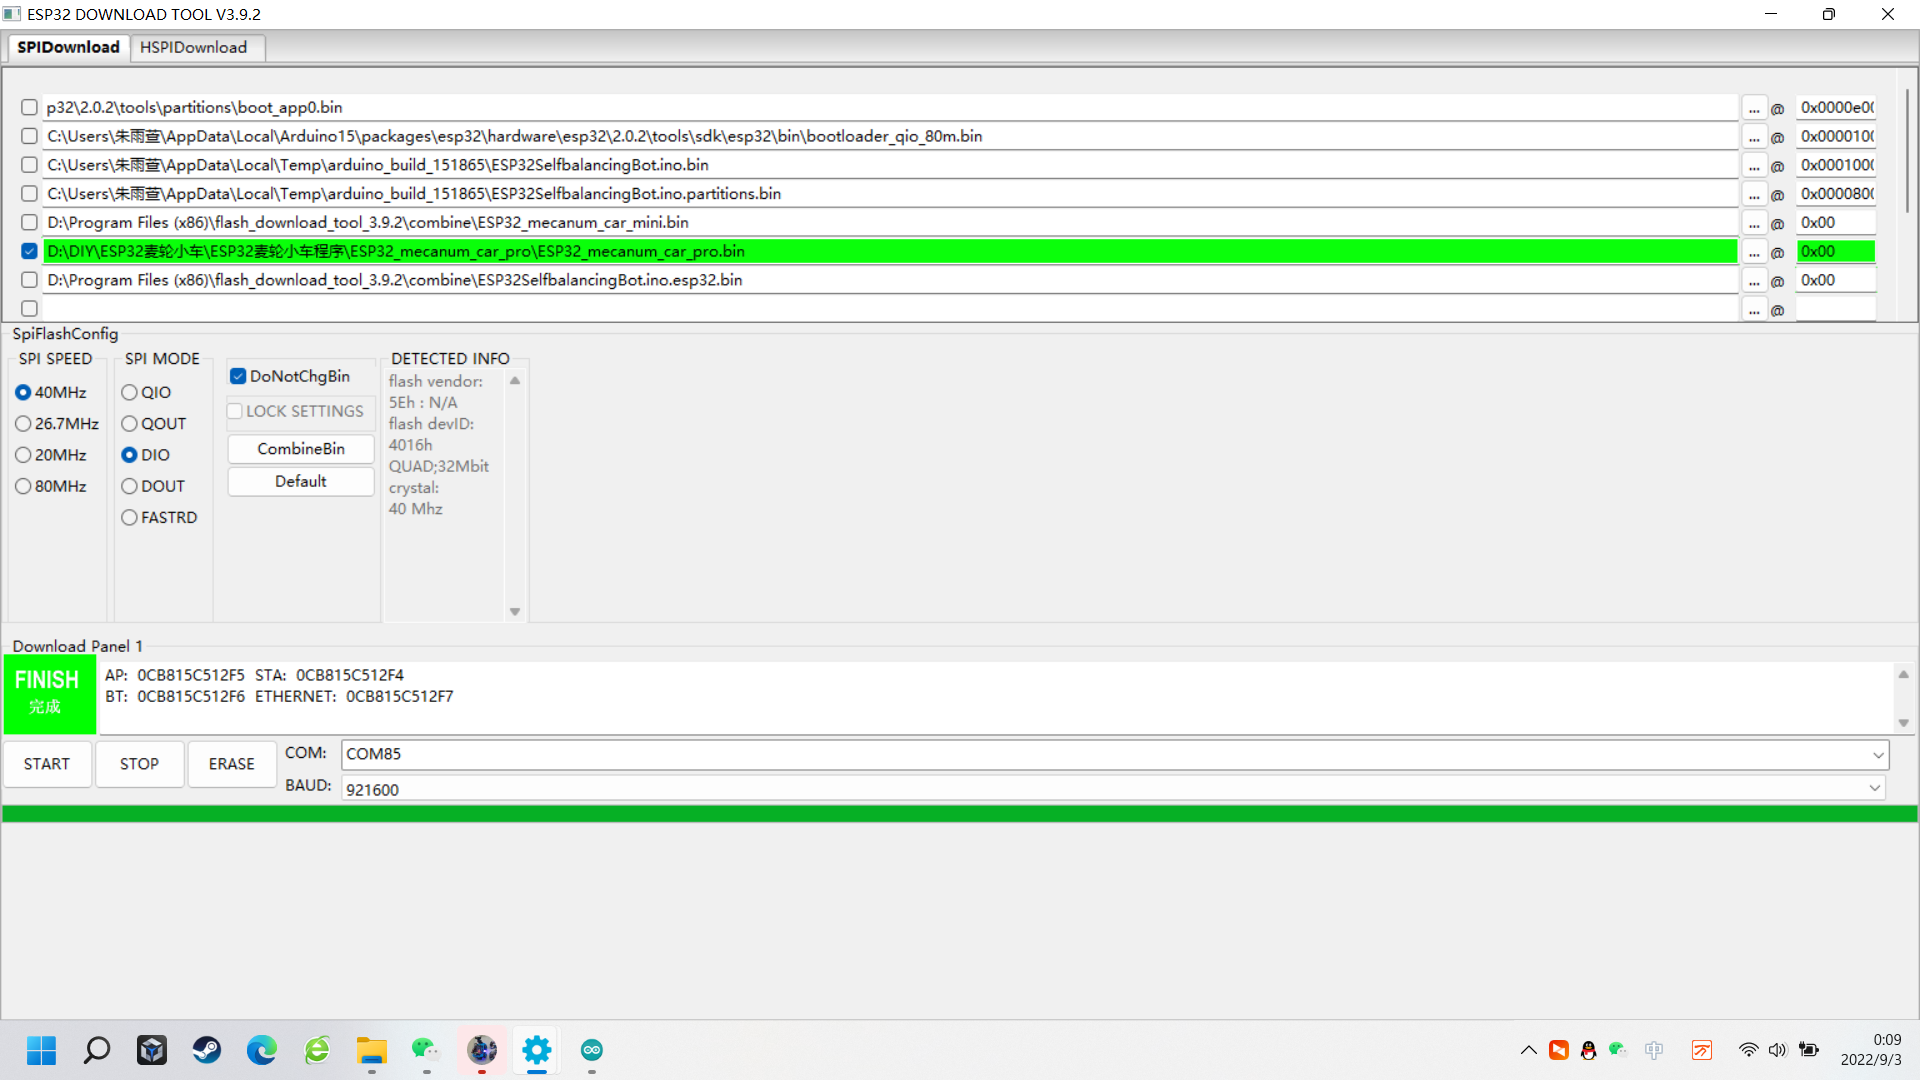 ESP32 DOWNLOAD TOOL V3.9.2
SPIDownload HSPIDownload
p32\2.0.2\tools\partitions\boot_app0.bin ... @ 0x0000e00
C:\Users\朱雨萱\AppData\Local\Arduino15\packages\esp32\hardware\esp32\2.0.2\tools\sdk\esp32\bin\bootloader_qio_80m.bin ... @ 0x0000100
C:\Users\朱雨萱\AppData\Local\Temp\arduino_build_151865\ESP32SelfbalancingBot.ino.bin ... @ 0x0001000
C:\Users\朱雨萱\AppData\Local\Temp\arduino_build_151865\ESP32SelfbalancingBot.ino.partitions.bin ... @ 0x0000800
D:\Program Files (x86)\flash_download_tool_3.9.2\combine\ESP32_mecanum_car_mini.bin ... @ 0x00
D:\DIY\ESP32麦轮小车\ESP32麦轮小车程序\ESP32_mecanum_car_pro\ESP32_mecanum_car_pro.bin ... @ 0x00
D:\Program Files (x86)\flash_download_tool_3.9.2\combine\ESP32SelfbalancingBot.ino.esp32.bin ... @ 0x00
... @
SpiFlashConfig
SPI SPEED
40MHz
26.7MHz
20MHz
80MHz
SPI MODE
QIO
QOUT
DIO
DOUT
FASTRD
DoNotChgBin
LOCK SETTINGS
CombineBin
Default
DETECTED INFO
flash vendor:
5Eh : N/A
flash devID:
4016h
QUAD;32Mbit
crystal:
40 Mhz
Download Panel 1
FINISH
完成
AP: 0CB815C512F5 STA: 0CB815C512F4
BT: 0CB815C512F6 ETHERNET: 0CB815C512F7
START STOP ERASE
COM: COM85
BAUD: 921600
中
0:09
2022/9/3